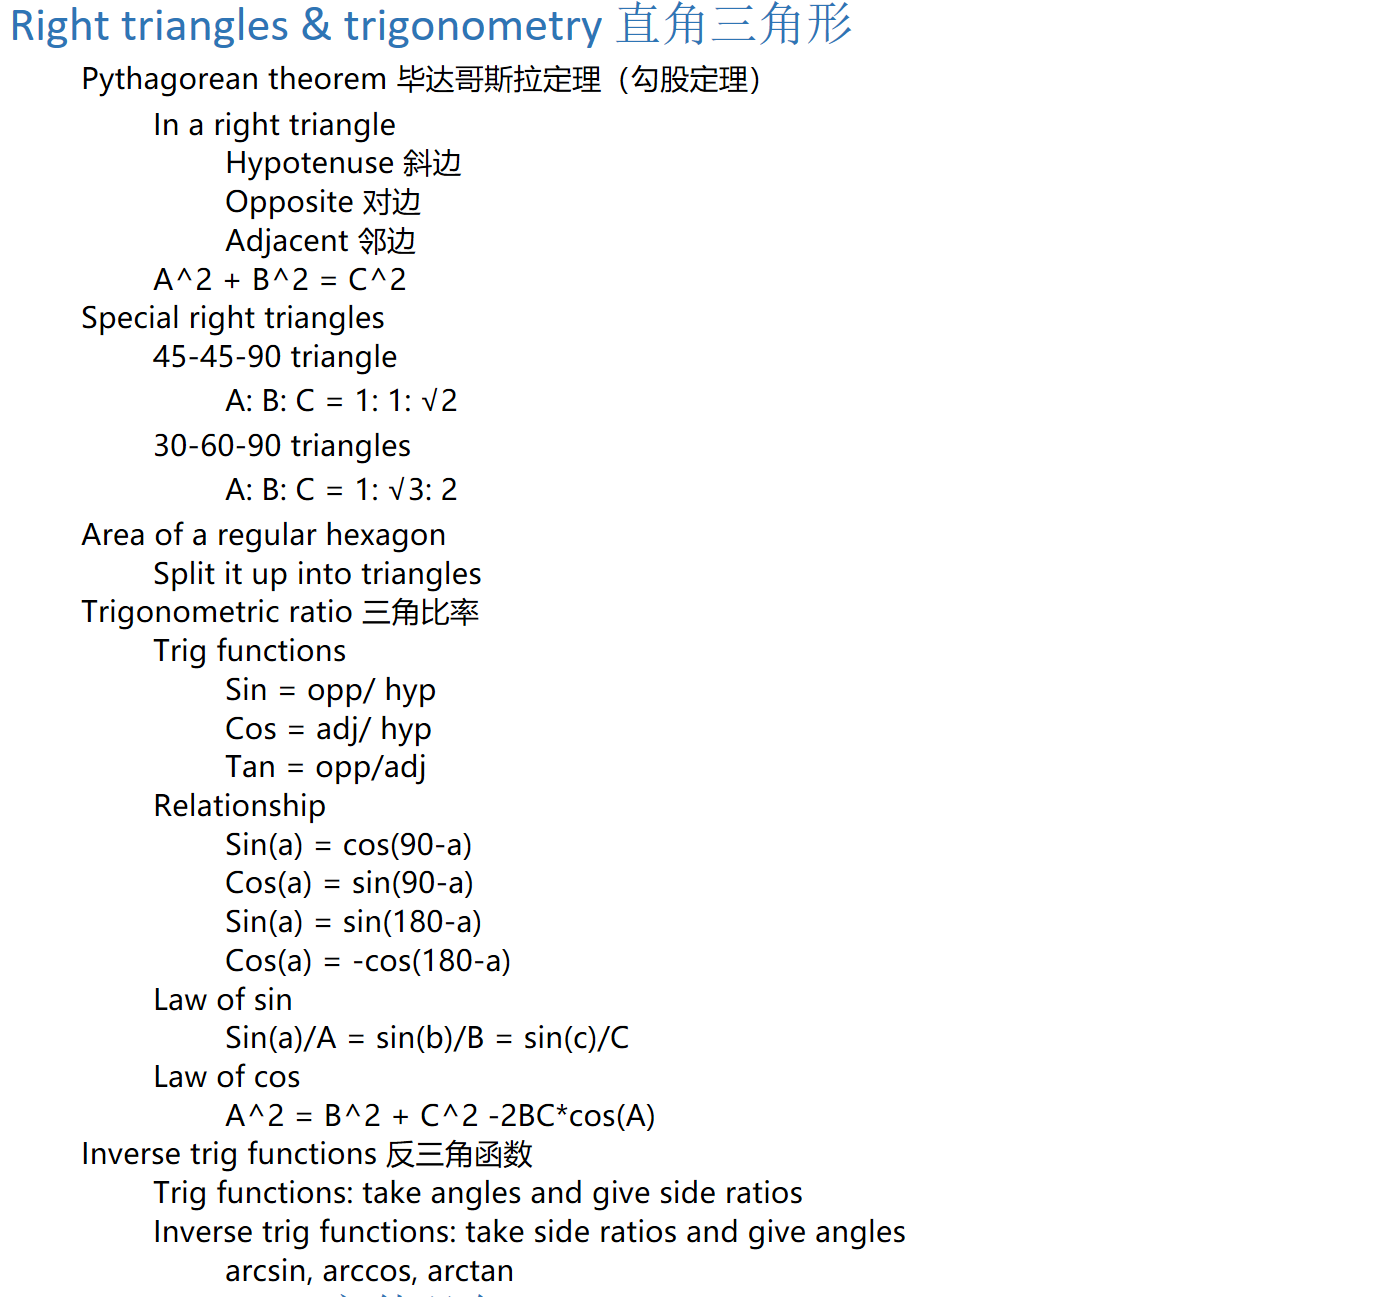 Right triangles & trigonometry 直角三角形
Pythagorean theorem 毕达哥斯拉定理（勾股定理）
In a right triangle
Hypotenuse 斜边
Opposite 对边
Adjacent 邻边
A^2 + B^2 = C^2
Special right triangles
45-45-90 triangle
A: B: C = 1: 1: √2
30-60-90 triangles
A: B: C = 1: √3: 2
Area of a regular hexagon
Split it up into triangles
Trigonometric ratio 三角比率
Trig functions
Sin = opp/ hyp
Cos = adj/ hyp
Tan = opp/adj
Relationship
Sin(a) = cos(90-a)
Cos(a) = sin(90-a)
Sin(a) = sin(180-a)
Cos(a) = -cos(180-a)
Law of sin
Sin(a)/A = sin(b)/B = sin(c)/C
Law of cos
A^2 = B^2 + C^2 -2BC*cos(A)
Inverse trig functions 反三角函数
Trig functions: take angles and give side ratios
Inverse trig functions: take side ratios and give angles
arcsin, arccos, arctan